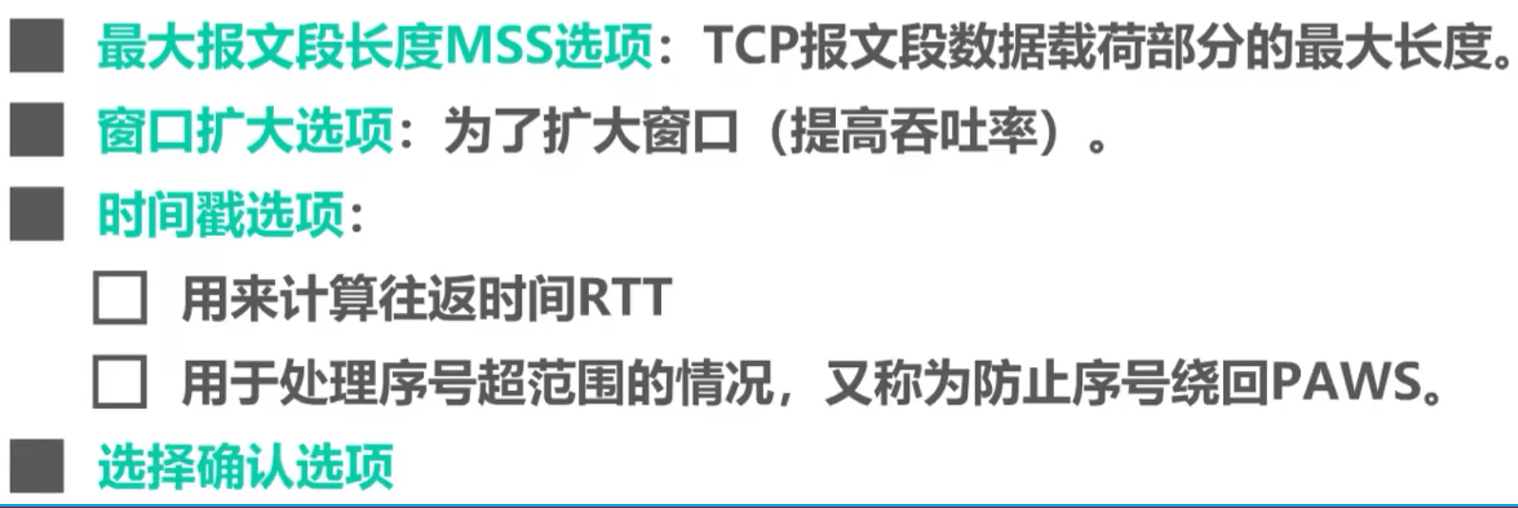 最大报文段长度MSS选项：TCP报文段数据载荷部分的最大长度。
窗口扩大选项：为了扩大窗口（提高吞吐率）。
时间戳选项：
用来计算往返时间RTT
用于处理序号超范围的情况，又称为防止序号绕回PAWS。
选择确认选项